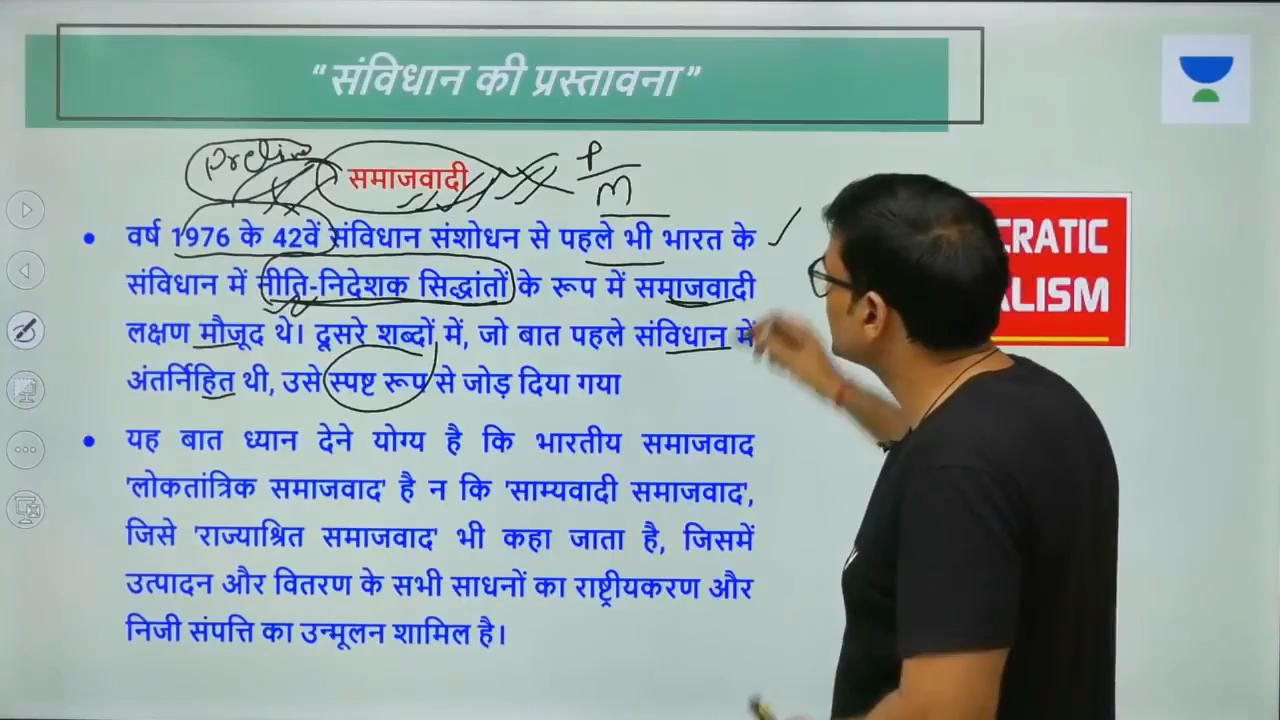 “संविधान की प्रस्तावना”
Prelims
समाजवादी
P
M
वर्ष 1976 के 42वें संविधान संशोधन से पहले भी भारत के
संविधान में नीति-निदेशक सिद्धांतों के रूप में समाजवादी
लक्षण मौजूद थे। दूसरे शब्दों में, जो बात पहले संविधान में
अंतर्निहित थी, उसे स्पष्ट रूप से जोड़ दिया गया
यह बात ध्यान देने योग्य है कि भारतीय समाजवाद
'लोकतांत्रिक समाजवाद' है न कि 'साम्यवादी समाजवाद',
जिसे 'राज्याश्रित समाजवाद' भी कहा जाता है, जिसमें
उत्पादन और वितरण के सभी साधनों का राष्ट्रीयकरण और
निजी संपत्ति का उन्मूलन शामिल है।
CRATIC
ALISM